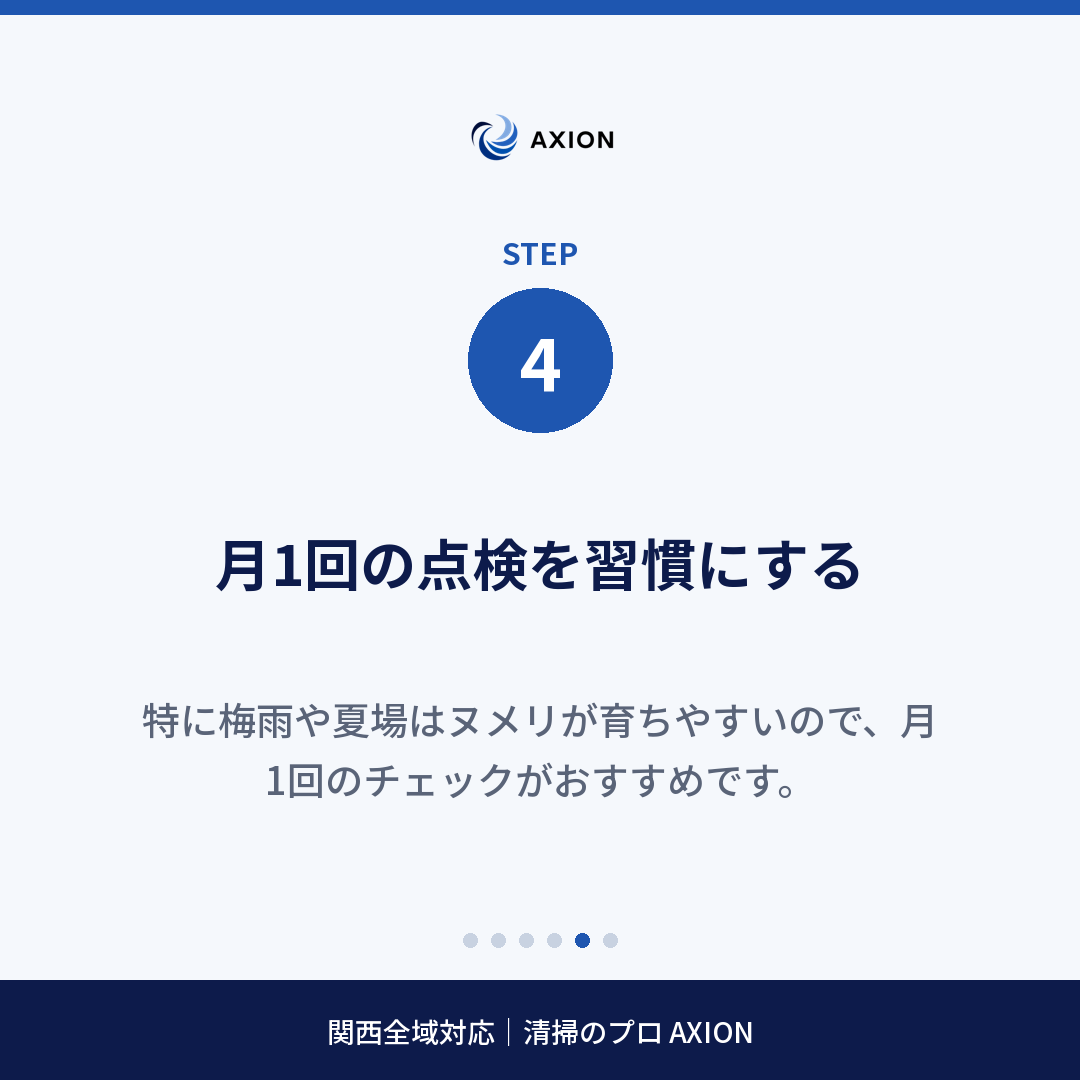 AXION
STEP
4
月1回の点検を習慣にする
特に梅雨や夏場はヌメリが育ちやすいので、月
1回のチェックがおすすめです。
関西全域対応｜清掃のプロ AXION